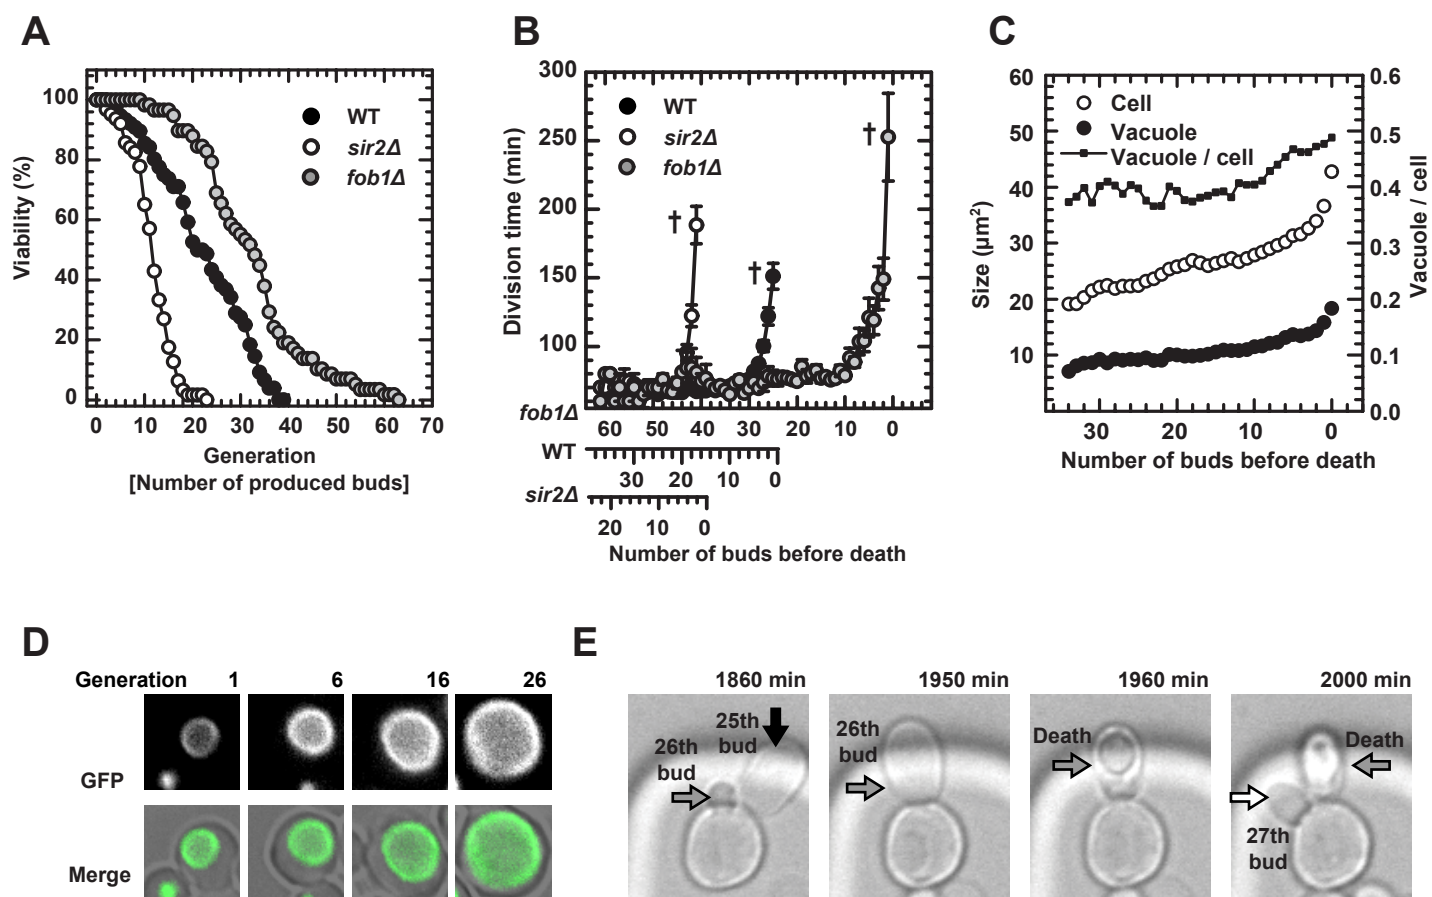 A
B
C
100
80
60
40
20
0
Viability (%)
WT
sir2Δ
fob1Δ
0 10 20 30 40 50 60 70
Generation
[Number of produced buds]
300
250
200
150
100
Division time (min)
WT
sir2Δ
fob1Δ
†
†
†
fob1Δ
60 50 40 30 20 10 0
WT
30 20 10 0
sir2Δ
20 10 0
Number of buds before death
60
50
40
30
20
10
Size (µm²)
Cell
Vacuole
Vacuole / cell
0.6
0.5
0.4
0.3
0.2
0.1
0.0
Vacuole / cell
30 20 10 0
Number of buds before death
D
Generation 1 6 16 26
GFP
Merge
E
1860 min
25th
bud
26th
bud
1950 min
26th
bud
1960 min
Death
2000 min
Death
27th
bud